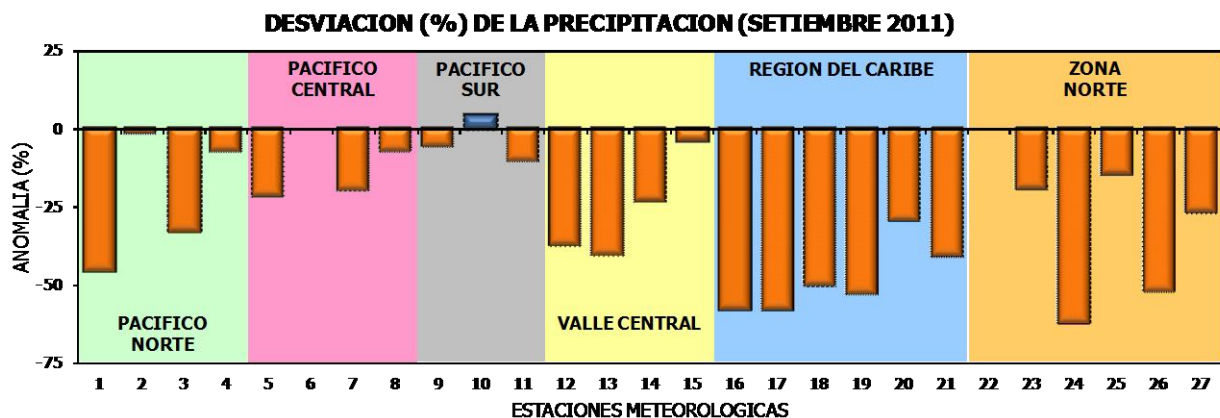 DESVIACION (%) DE LA PRECIPITACION (SETIEMBRE 2011)
25
0
-25
-50
-75
ANOMALIA (%)
PACIFICO
NORTE
PACIFICO
CENTRAL
PACIFICO
SUR
VALLE CENTRAL
REGION DEL CARIBE
ZONA
NORTE
1 2 3 4 5 6 7 8 9 10 11 12 13 14 15 16 17 18 19 20 21 22 23 24 25 26 27
ESTACIONES METEOROLOGICAS